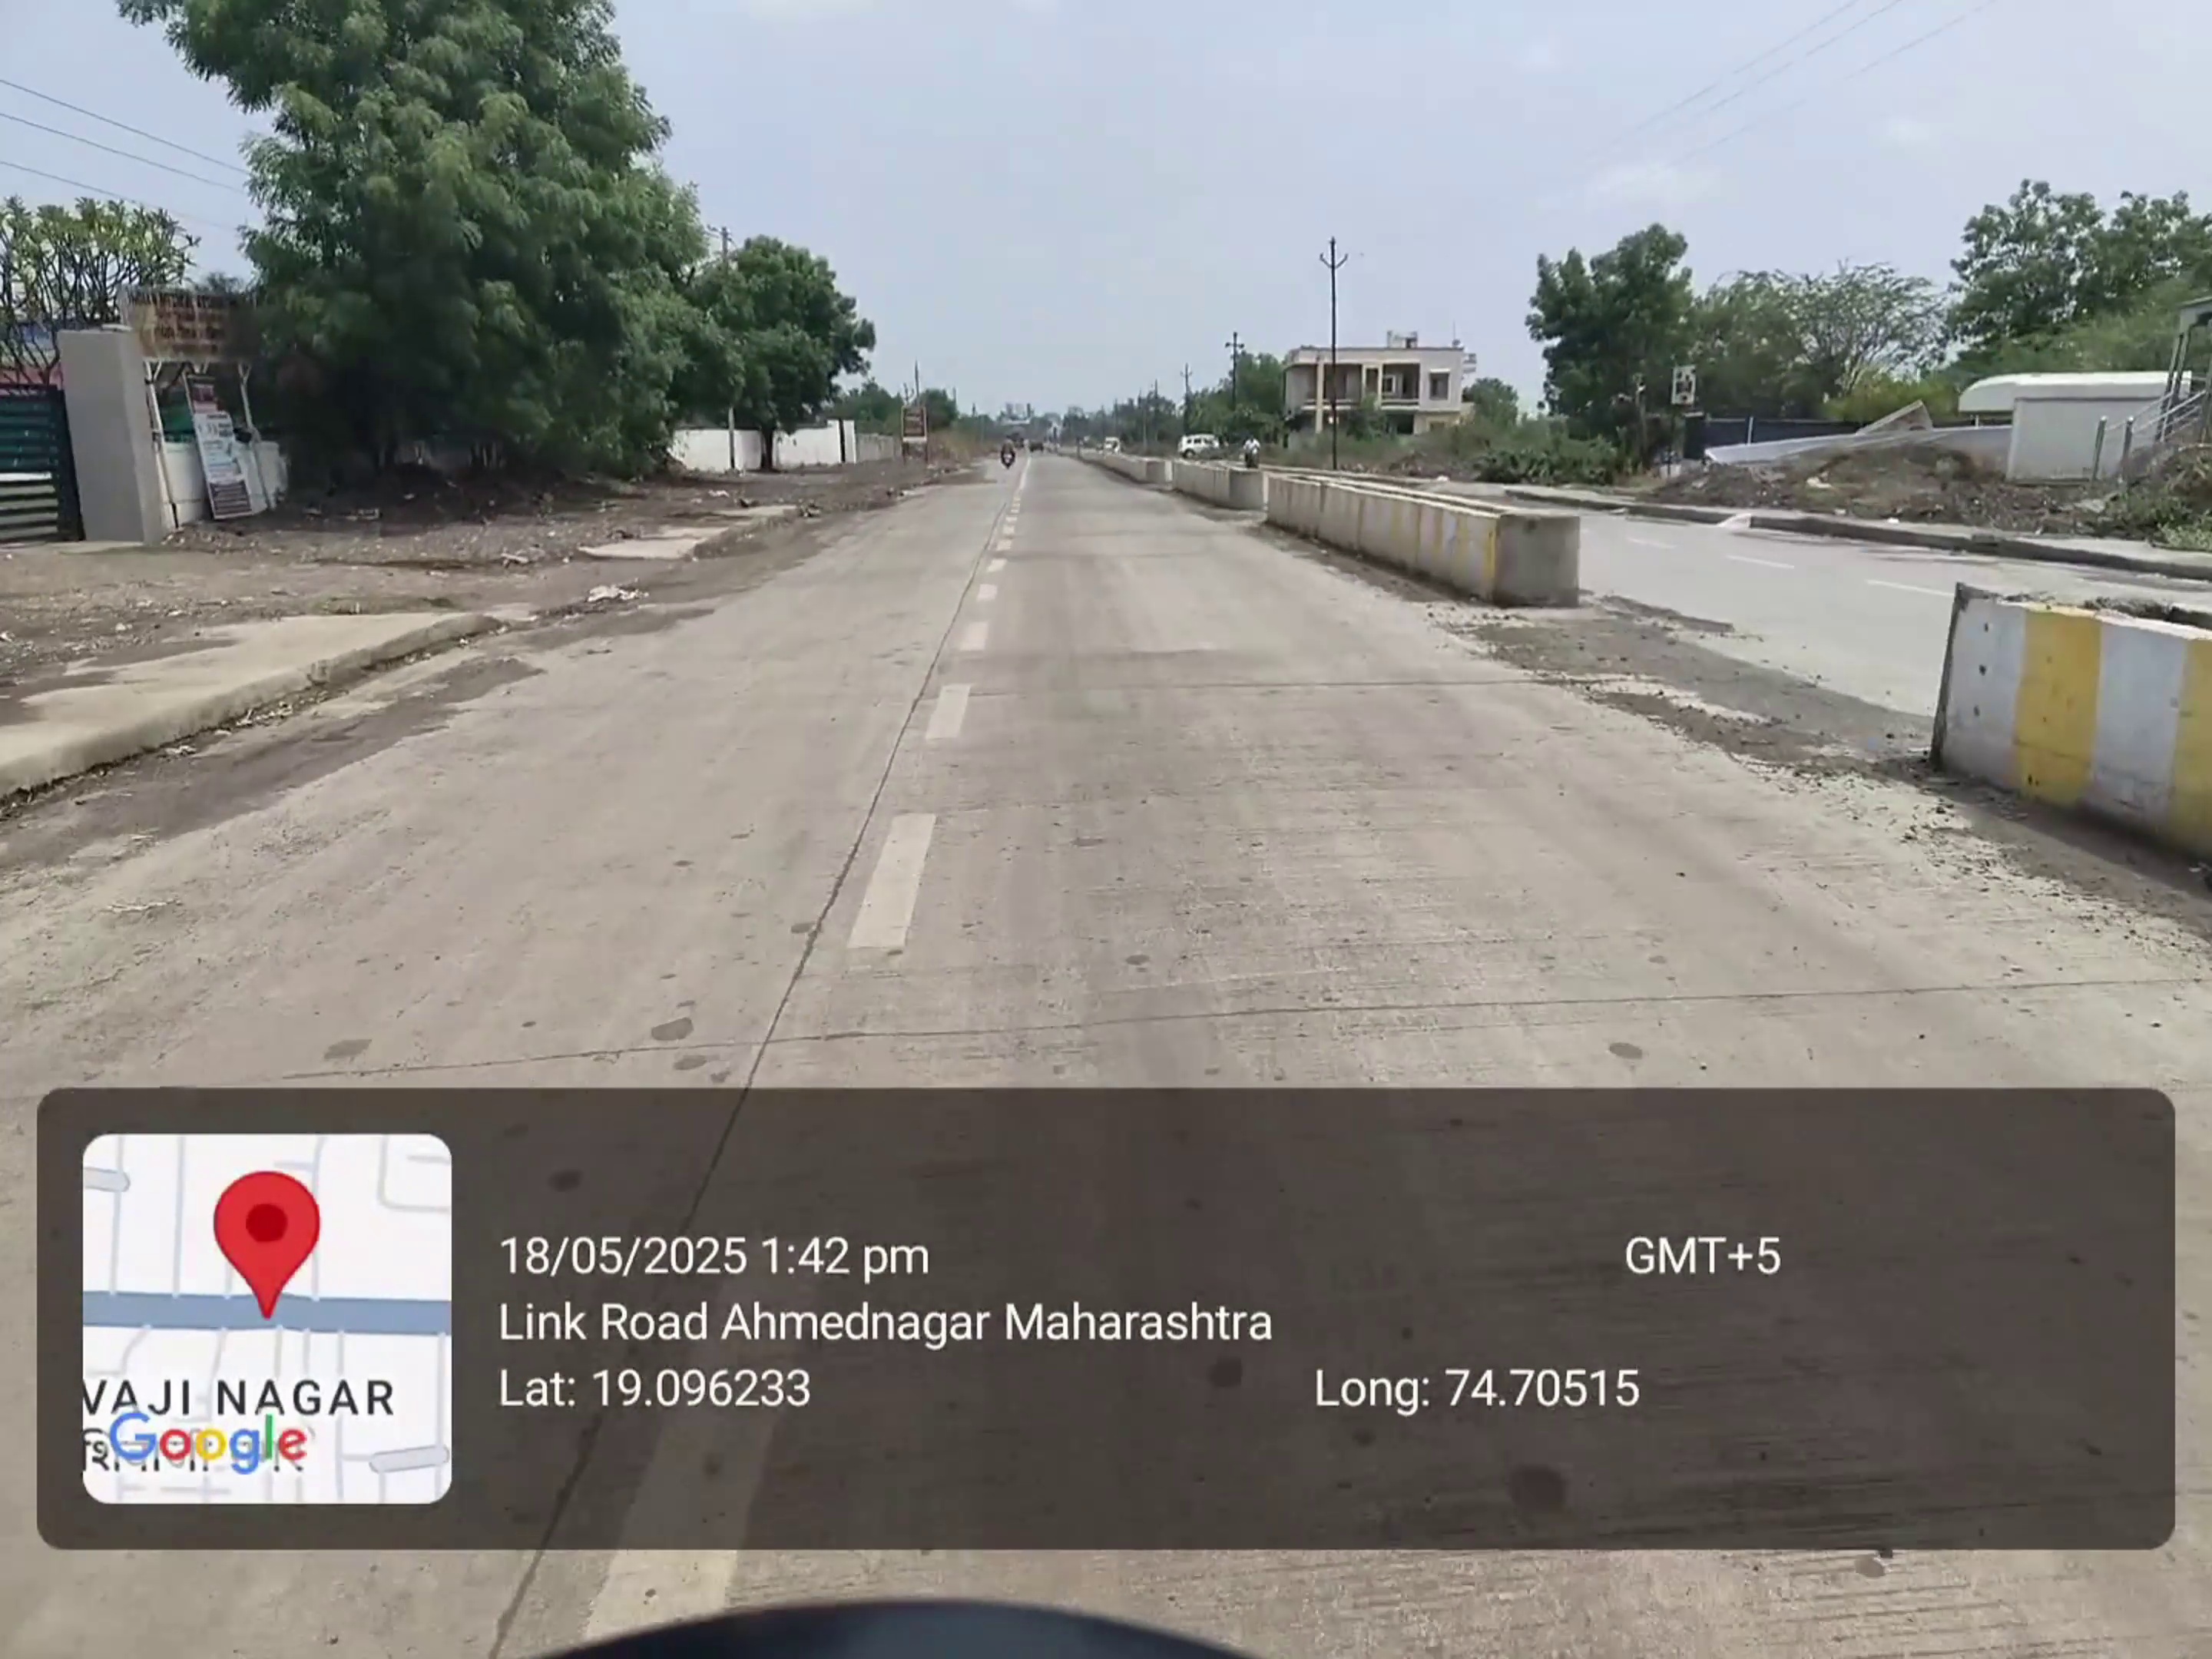 18/05/2025 1:42 pm GMT+5
Link Road Ahmednagar Maharashtra
Lat: 19.096233 Long: 74.70515
VAJI NAGAR
Google